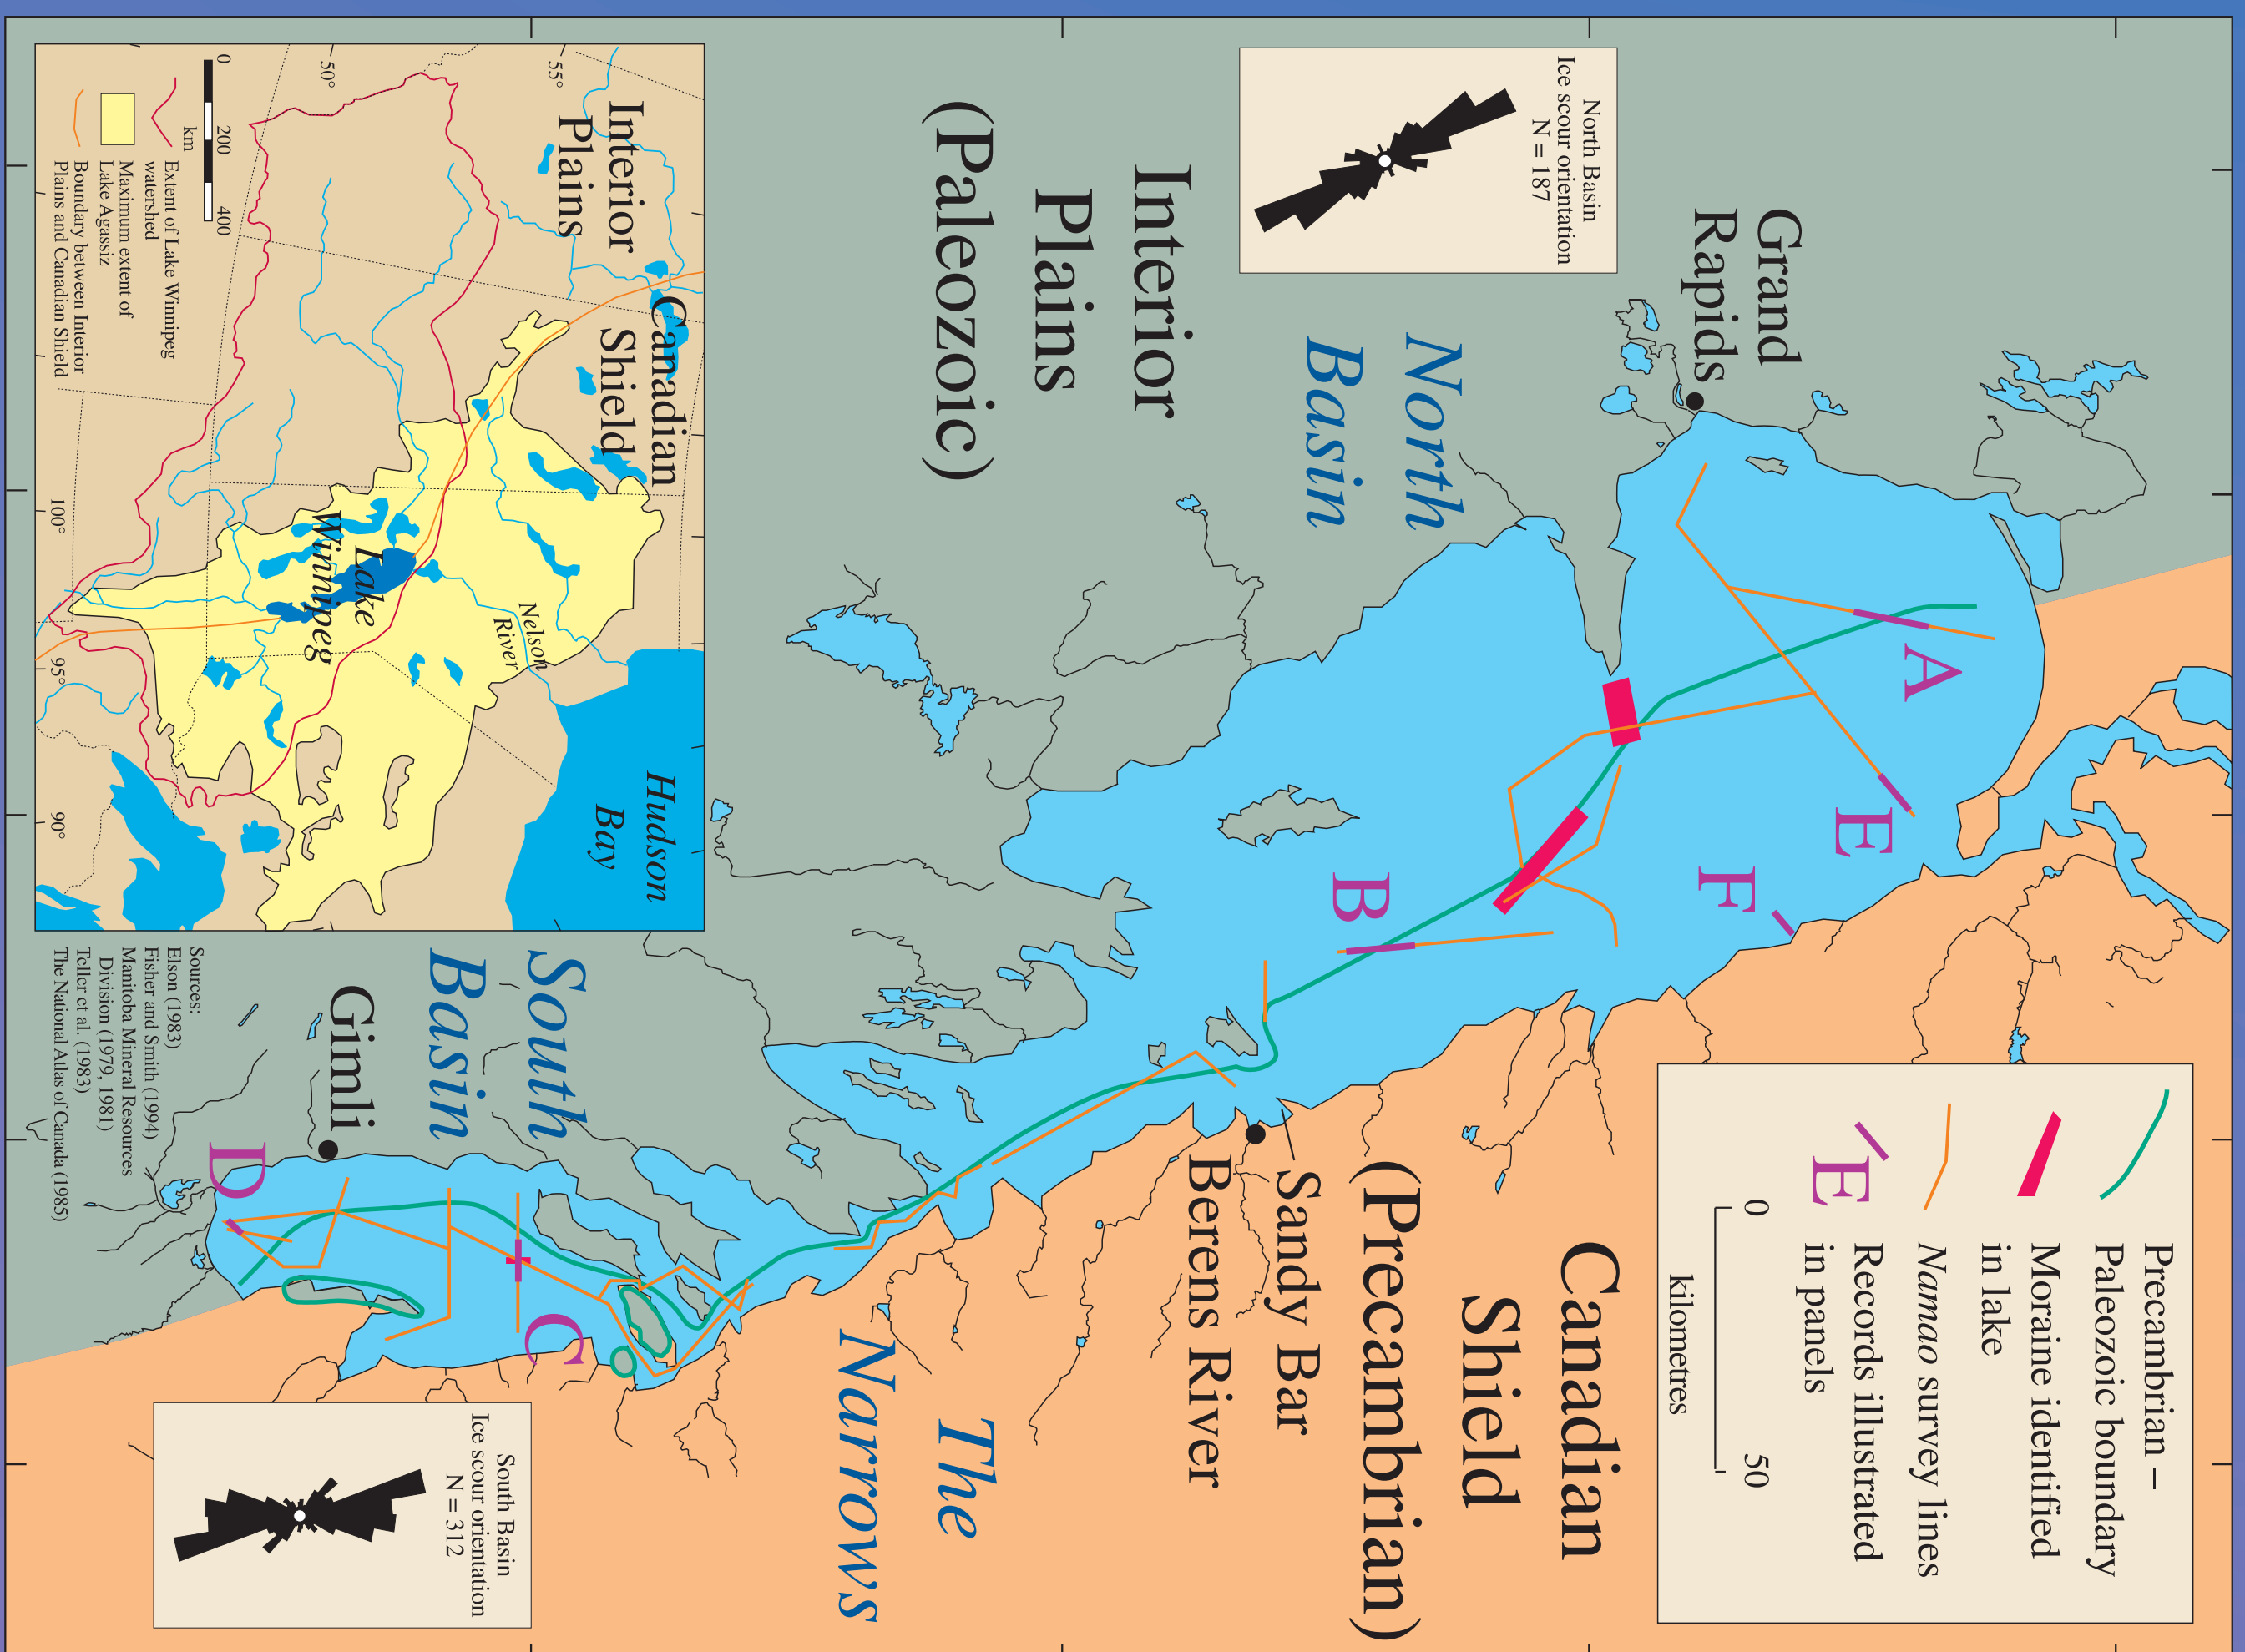 Precambrian –
Paleozoic boundary
Moraine identified
in lake
Namao survey lines
E
Records illustrated
in panels
0
50
kilometres
Grand
Rapids
North Basin
Ice scour orientation
N = 187
North
Basin
Interior
Plains
(Paleozoic)
A
E
F
B
Canadian
Shield
(Precambrian)
Sandy Bar
Berens River
The
Narrows
South
Basin
Gimli
C
D
South Basin
Ice scour orientation
N = 312
Canadian
Shield
Interior
Plains
Hudson
Bay
Nelson
River
Lake
Winnipeg
55°
50°
100°
95°
90°
0
200
400
km
Extent of Lake Winnipeg
watershed
Maximum extent of
Lake Agassiz
Boundary between Interior
Plains and Canadian Shield
Sources:
Elson (1983)
Fisher and Smith (1994)
Manitoba Mineral Resources
Division (1979, 1981)
Teller et al. (1983)
The National Atlas of Canada (1985)